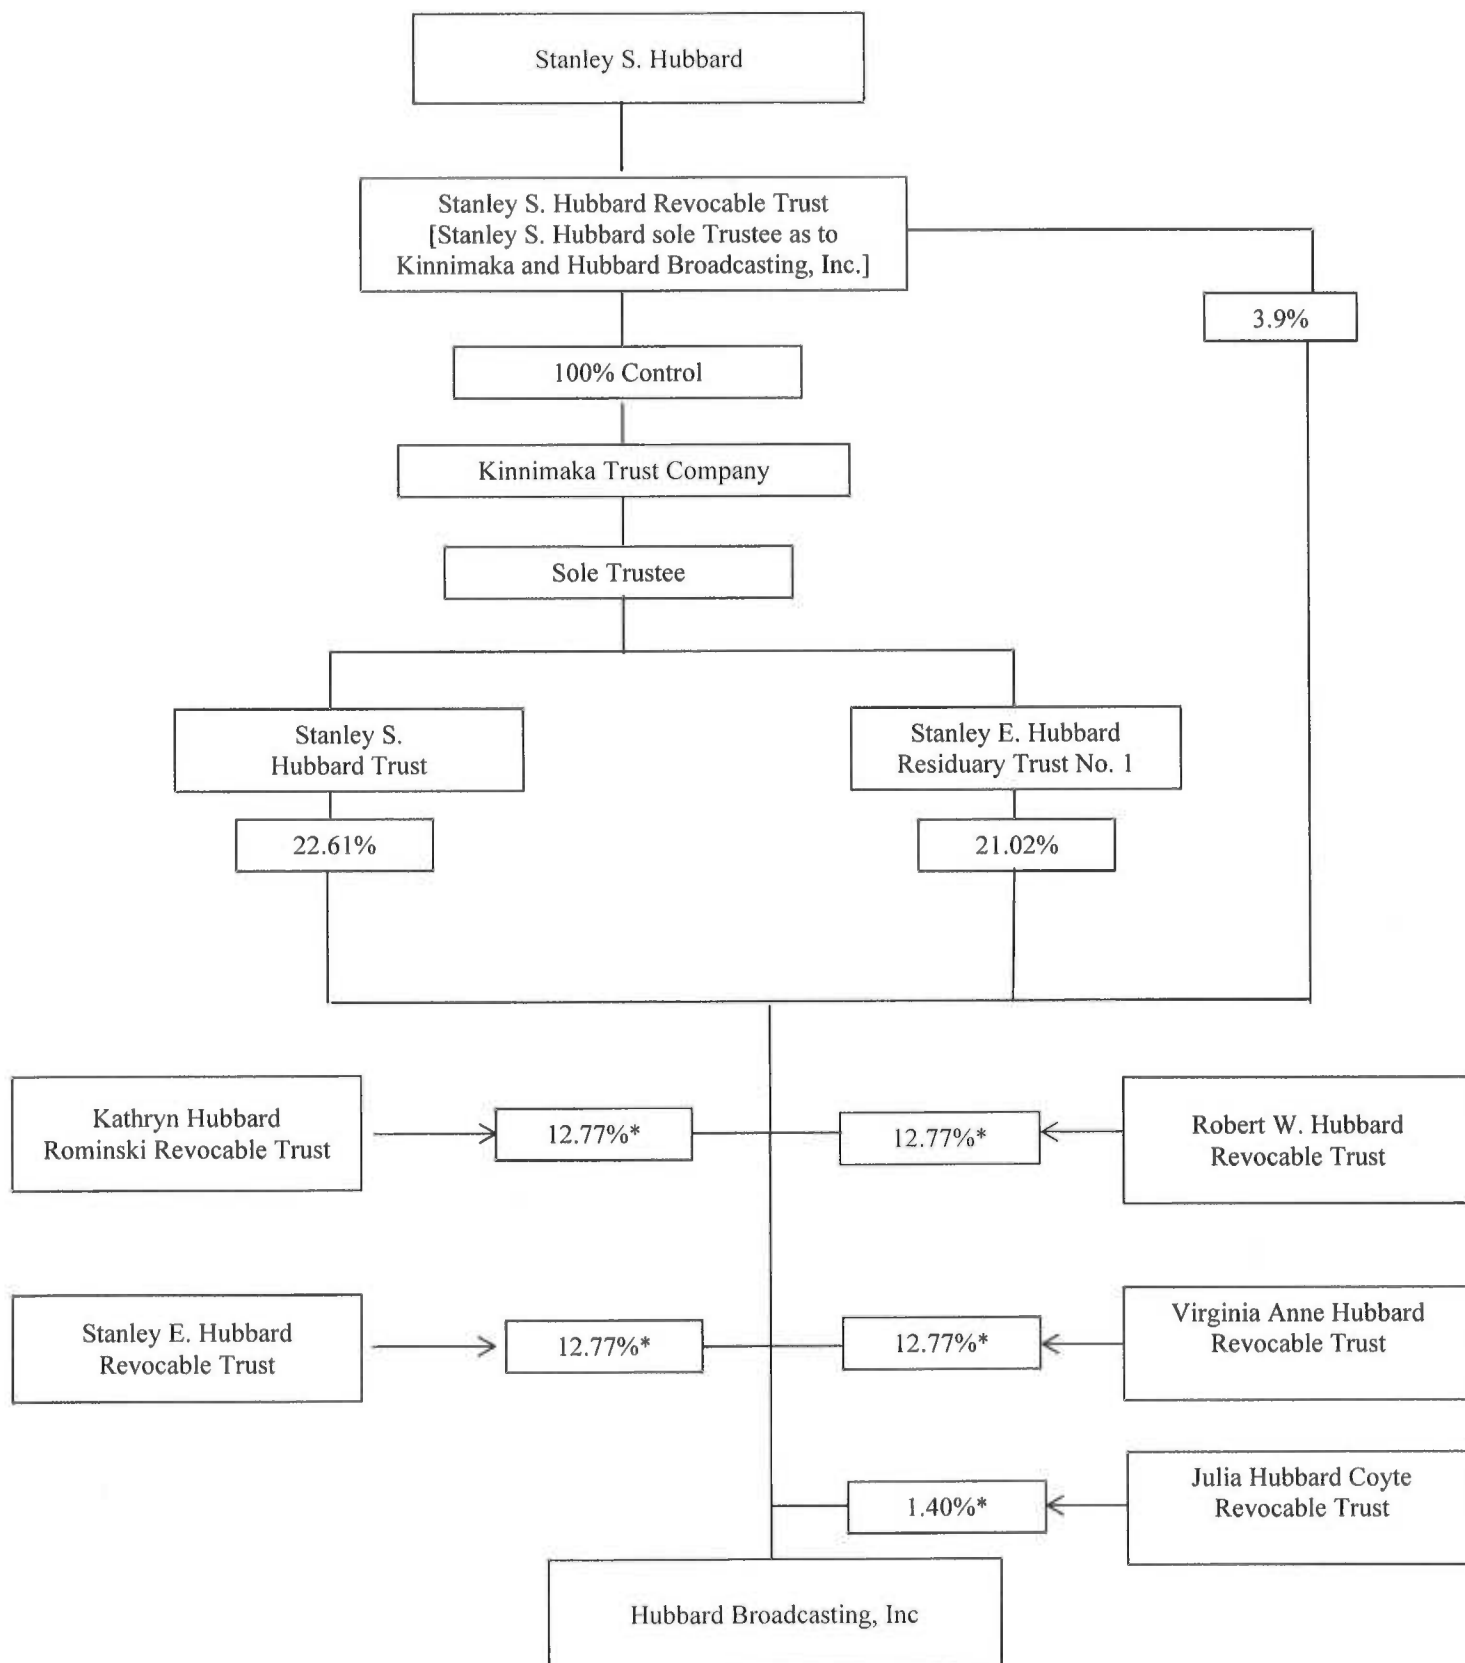 Stanley S. Hubbard
Stanley S. Hubbard Revocable Trust
[Stanley S. Hubbard sole Trustee as to
Kinnimaka and Hubbard Broadcasting, Inc.]
3.9%
100% Control
Kinnimaka Trust Company
Sole Trustee
Stanley S.
Hubbard Trust
Stanley E. Hubbard
Residuary Trust No. 1
22.61%
21.02%
Kathryn Hubbard
Rominski Revocable Trust
12.77%*
12.77%*
Robert W. Hubbard
Revocable Trust
Stanley E. Hubbard
Revocable Trust
12.77%*
12.77%*
Virginia Anne Hubbard
Revocable Trust
1.40%*
Julia Hubbard Coyte
Revocable Trust
Hubbard Broadcasting, Inc